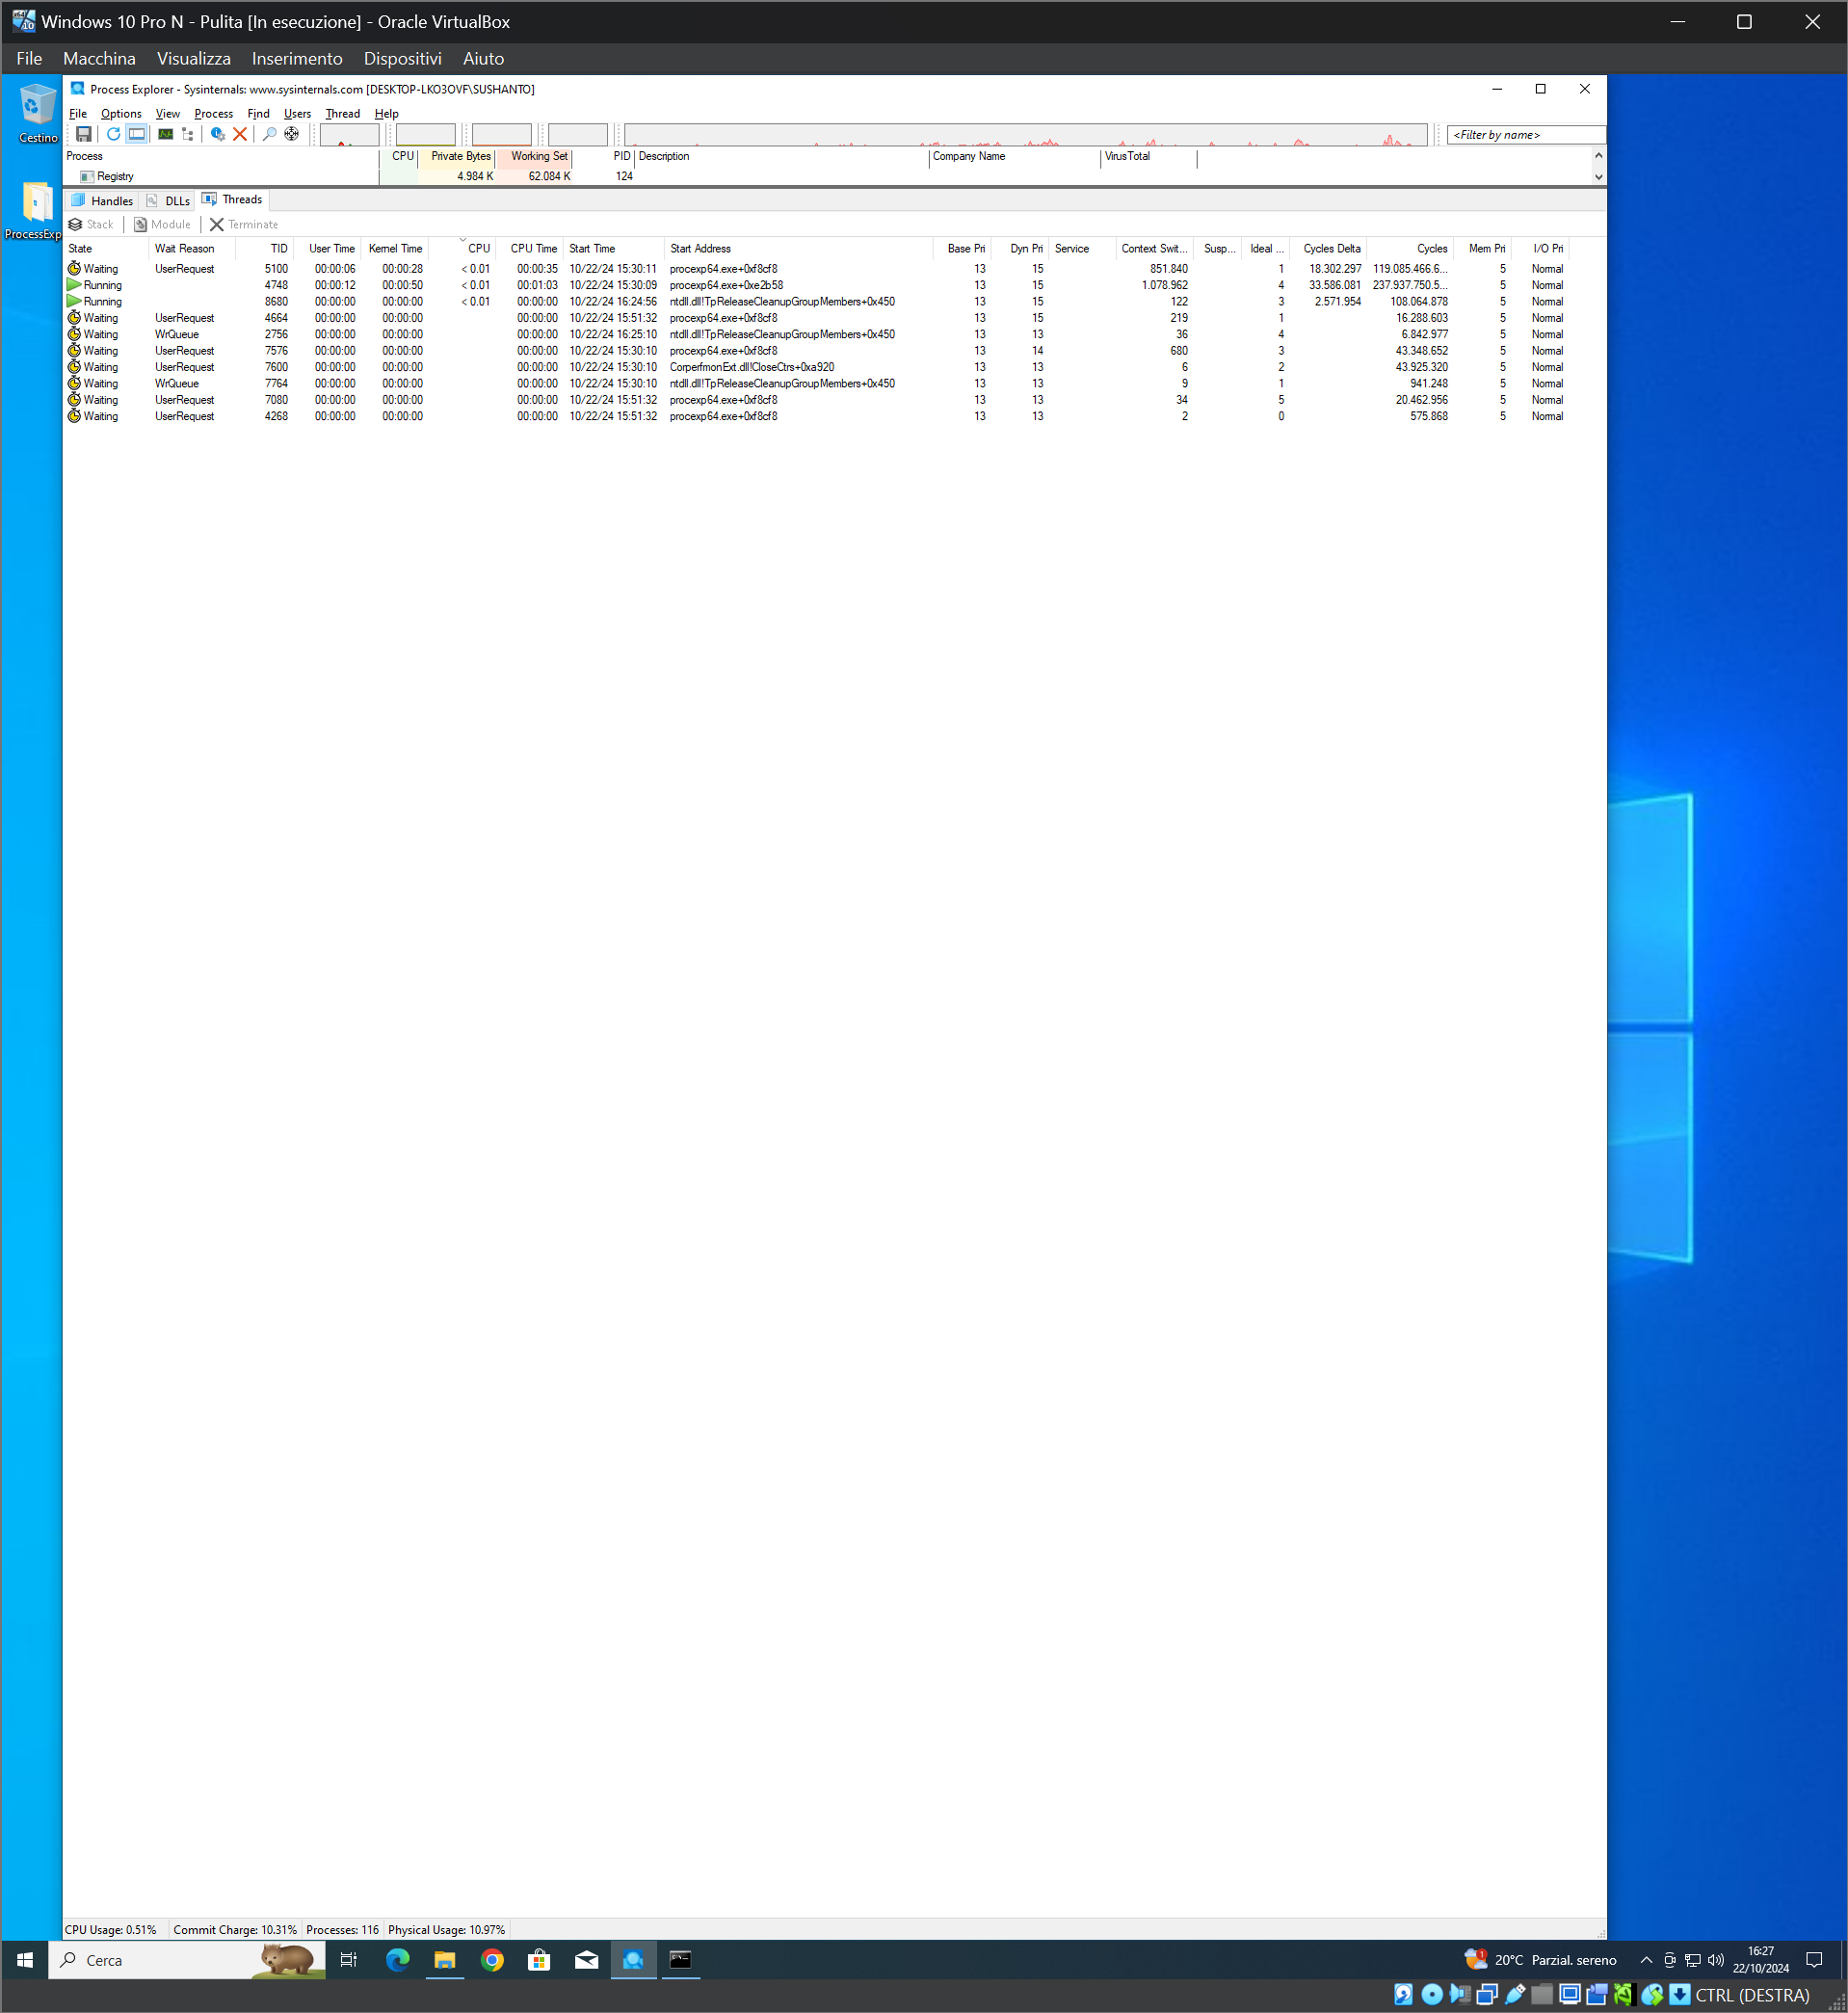 Windows 10 Pro N - Pulita [In esecuzione] - Oracle VirtualBox
File Macchina Visualizza Inserimento Dispositivi Aiuto
Cestino
ProcessExp
Process Explorer - Sysinternals: www.sysinternals.com [DESKTOP-LKO3OVF\SUSHANTO]
File Options View Process Find Users Thread Help
<Filter by name>
Process CPU Private Bytes Working Set PID Description Company Name VirusTotal
Registry 4.984 K 62.084 K 124
Handles DLLs Threads
Stack Module Terminate
State Wait Reason TID User Time Kernel Time CPU CPU Time Start Time Start Address Base Pri Dyn Pri Service Context Swit... Susp... Ideal ... Cycles Delta Cycles Mem Pri I/O Pri
Waiting UserRequest 5100 00:00:06 00:00:28 < 0.01 00:00:35 10/22/24 15:30:11 procexp64.exe+0xf8cf8 13 15 851.840 1 18.302.297 119.085.466.6... 5 Normal
Running 4748 00:00:12 00:00:50 < 0.01 00:01:03 10/22/24 15:30:09 procexp64.exe+0xe2b58 13 15 1.078.962 4 33.586.081 237.937.750.5... 5 Normal
Running 8680 00:00:00 00:00:00 < 0.01 00:00:00 10/22/24 16:24:56 ntdll.dll!TpReleaseCleanupGroupMembers+0x450 13 15 122 3 2.571.954 108.064.878 5 Normal
Waiting UserRequest 4664 00:00:00 00:00:00 00:00:00 10/22/24 15:51:32 procexp64.exe+0xf8cf8 13 15 219 1 16.288.603 5 Normal
Waiting WrQueue 2756 00:00:00 00:00:00 00:00:00 10/22/24 16:25:10 ntdll.dll!TpReleaseCleanupGroupMembers+0x450 13 13 36 4 6.842.977 5 Normal
Waiting UserRequest 7576 00:00:00 00:00:00 00:00:00 10/22/24 15:30:10 procexp64.exe+0xf8cf8 13 14 680 3 43.348.652 5 Normal
Waiting UserRequest 7600 00:00:00 00:00:00 00:00:00 10/22/24 15:30:10 CorperfmonExt.dll!CloseCtrs+0xa920 13 13 6 2 43.925.320 5 Normal
Waiting WrQueue 7764 00:00:00 00:00:00 00:00:00 10/22/24 15:30:10 ntdll.dll!TpReleaseCleanupGroupMembers+0x450 13 13 9 1 941.248 5 Normal
Waiting UserRequest 7080 00:00:00 00:00:00 00:00:00 10/22/24 15:51:32 procexp64.exe+0xf8cf8 13 13 34 5 20.462.956 5 Normal
Waiting UserRequest 4268 00:00:00 00:00:00 00:00:00 10/22/24 15:51:32 procexp64.exe+0xf8cf8 13 13 2 0 575.868 5 Normal
CPU Usage: 0.51% Commit Charge: 10.31% Processes: 116 Physical Usage: 10.97%
Cerca 1 20°C Parzial. sereno 16:27
22/10/2024
CTRL (DESTRA)